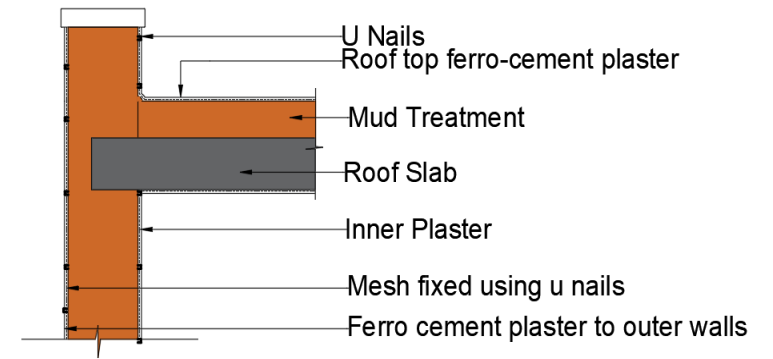 U Nails
Roof top ferro-cement plaster
Mud Treatment
Roof Slab
Inner Plaster
Mesh fixed using u nails
Ferro cement plaster to outer walls